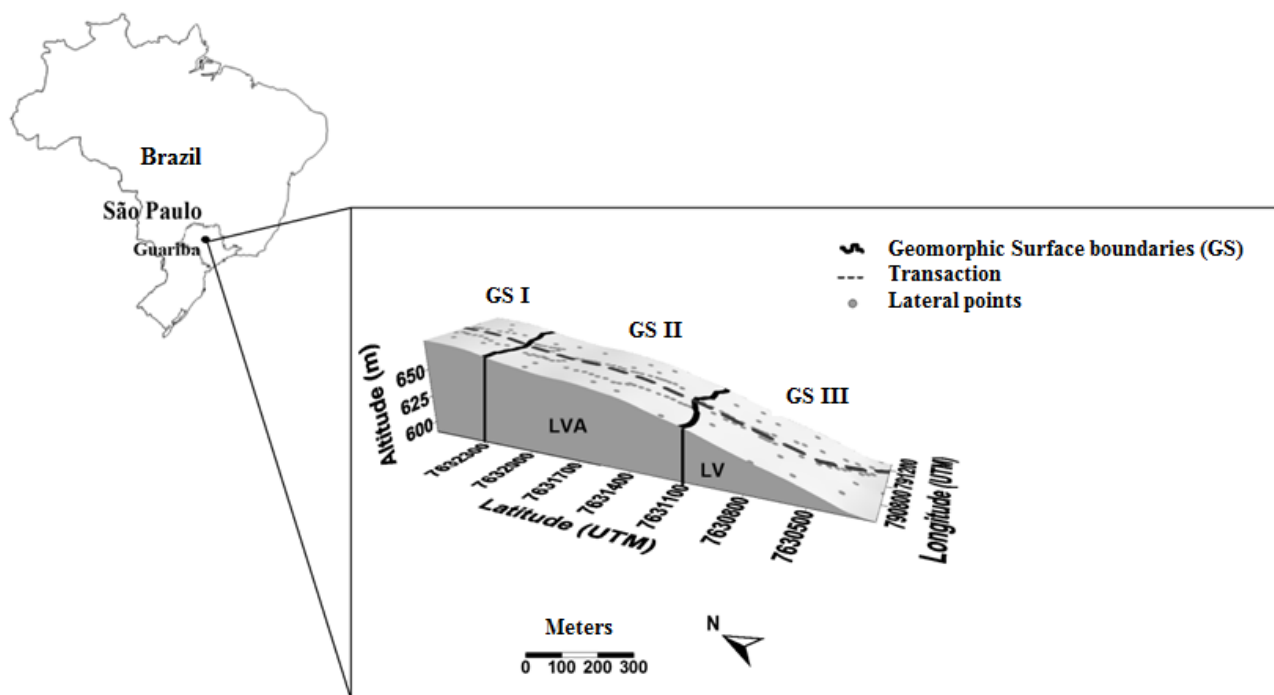 Brazil
São Paulo
Guariba
Geomorphic Surface boundaries (GS)
Transaction
Lateral points
GS I
GS II
GS III
Altitude (m)
650
625
600
LVA
LV
7632300
7632000
7631700
7631400
7631100
7630800
7630500
Latitude (UTM)
790800
791200
Longitude (UTM)
Meters
0 100 200 300
N